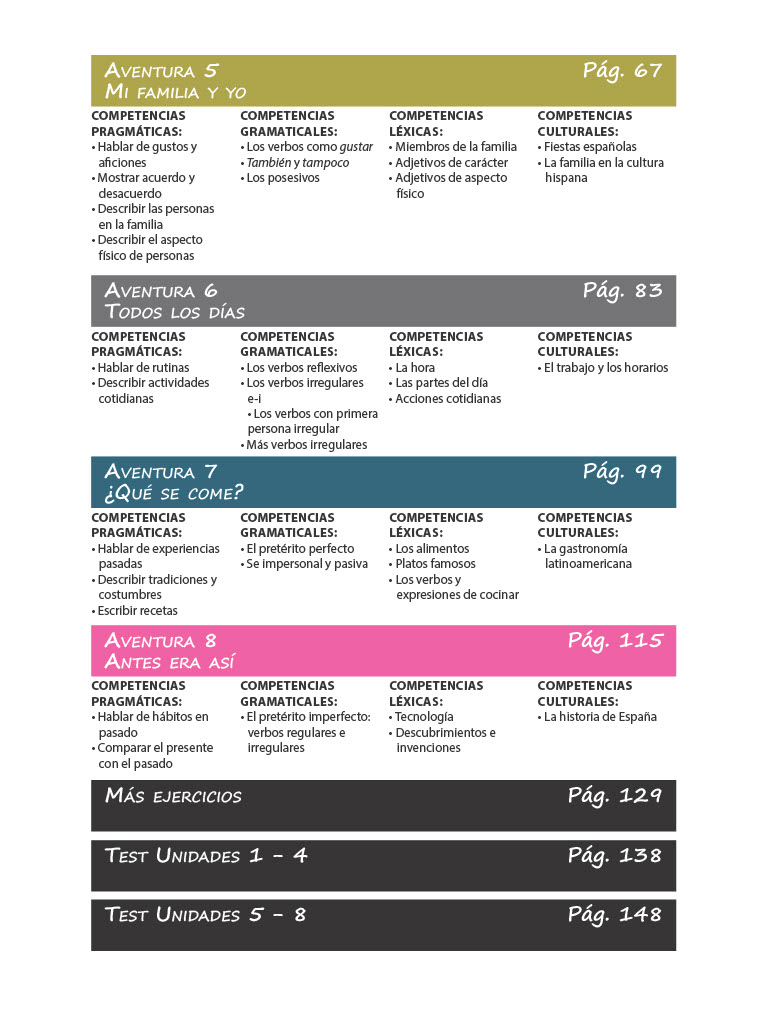 AVENTURA 5 Pág. 67
MI FAMILIA Y YO
COMPETENCIAS
PRAGMÁTICAS:
• Hablar de gustos y
aficiones
• Mostrar acuerdo y
desacuerdo
• Describir las personas
en la familia
• Describir el aspecto
físico de personas
COMPETENCIAS
GRAMATICALES:
• Los verbos como gustar
• También y tampoco
• Los posesivos
COMPETENCIAS
LÉXICAS:
• Miembros de la familia
• Adjetivos de carácter
• Adjetivos de aspecto
físico
COMPETENCIAS
CULTURALES:
• Fiestas españolas
• La familia en la cultura
hispana
AVENTURA 6 Pág. 83
TODOS LOS DÍAS
COMPETENCIAS
PRAGMÁTICAS:
• Hablar de rutinas
• Describir actividades
cotidianas
COMPETENCIAS
GRAMATICALES:
• Los verbos reflexivos
• Los verbos irregulares
e-i
• Los verbos con primera
persona irregular
• Más verbos irregulares
COMPETENCIAS
LÉXICAS:
• La hora
• Las partes del día
• Acciones cotidianas
COMPETENCIAS
CULTURALES:
• El trabajo y los horarios
AVENTURA 7 Pág. 99
¿QUÉ SE COME?
COMPETENCIAS
PRAGMÁTICAS:
• Hablar de experiencias
pasadas
• Describir tradiciones y
costumbres
• Escribir recetas
COMPETENCIAS
GRAMATICALES:
• El pretérito perfecto
• Se impersonal y pasiva
COMPETENCIAS
LÉXICAS:
• Los alimentos
• Platos famosos
• Los verbos y
expresiones de cocinar
COMPETENCIAS
CULTURALES:
• La gastronomía
latinoamericana
AVENTURA 8 Pág. 115
ANTES ERA ASÍ
COMPETENCIAS
PRAGMÁTICAS:
• Hablar de hábitos en
pasado
• Comparar el presente
con el pasado
COMPETENCIAS
GRAMATICALES:
• El pretérito imperfecto:
verbos regulares e
irregulares
COMPETENCIAS
LÉXICAS:
• Tecnología
• Descubrimientos e
invenciones
COMPETENCIAS
CULTURALES:
• La historia de España
MÁS EJERCICIOS Pág. 129
TEST UNIDADES 1 - 4 Pág. 138
TEST UNIDADES 5 - 8 Pág. 148